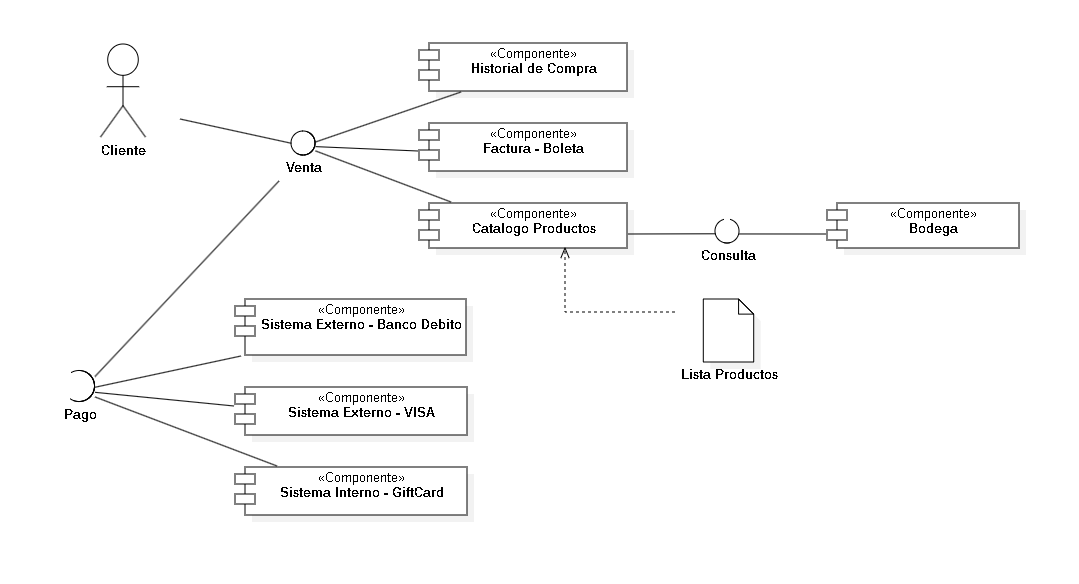 «Componente»
Historial de Compra
Cliente
«Componente»
Factura - Boleta
Venta
«Componente»
Catalogo Productos
«Componente»
Bodega
Consulta
«Componente»
Sistema Externo - Banco Debito
Lista Productos
Pago
«Componente»
Sistema Externo - VISA
«Componente»
Sistema Interno - GiftCard